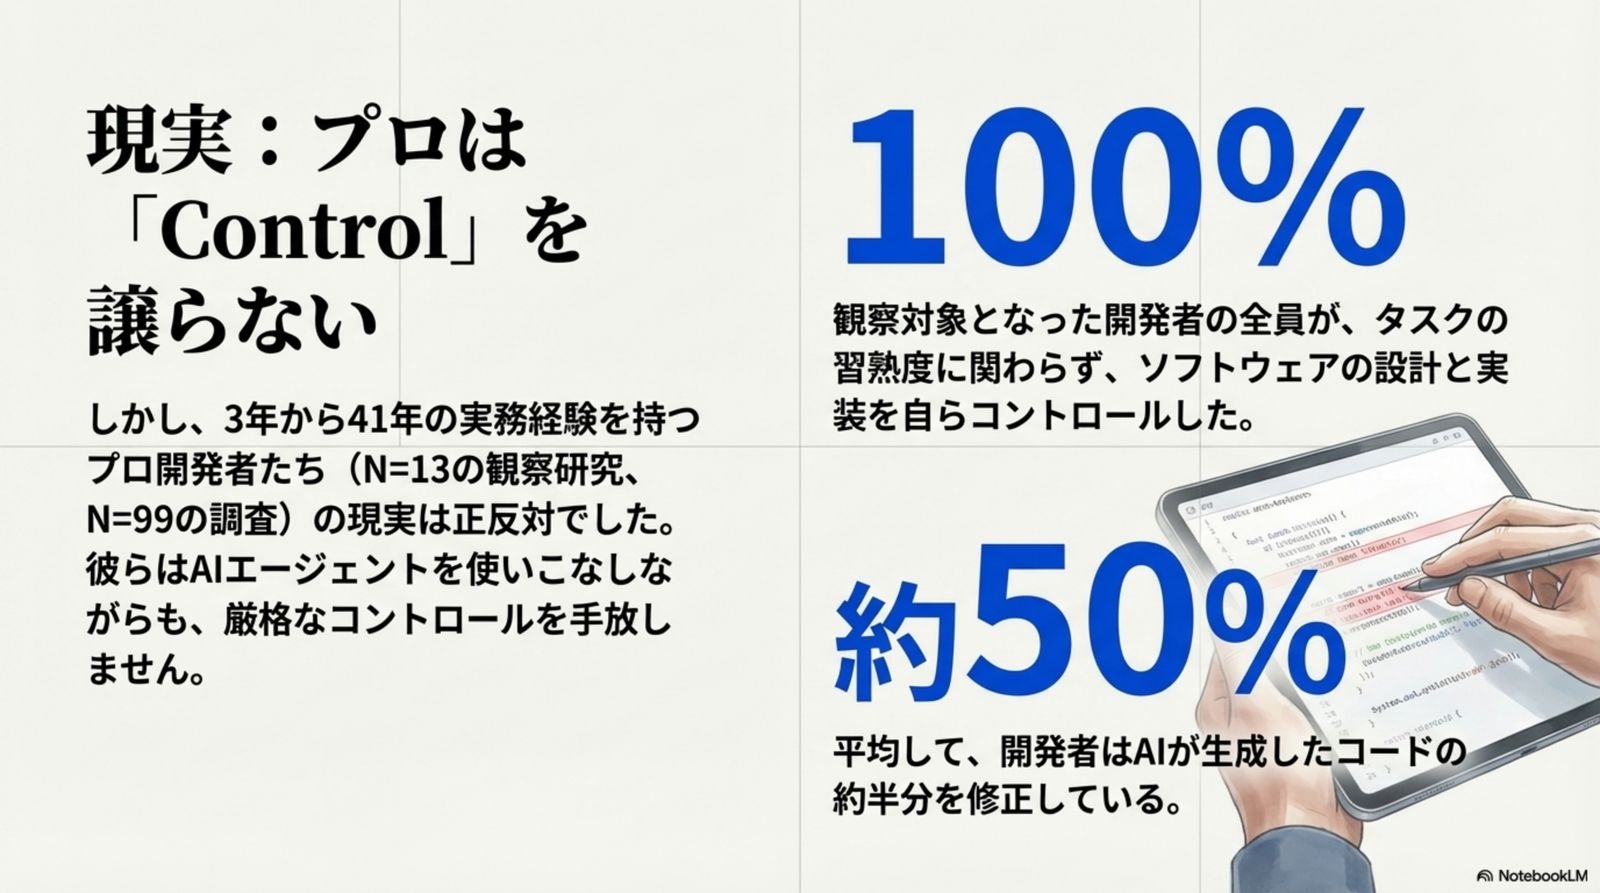 現実：プロは
「Control」を
譲らない
しかし、3年から41年の実務経験を持つ
プロ開発者たち（N=13の観察研究、
N=99の調査）の現実は正反対でした。
彼らはAIエージェントを使いこなしな
がらも、厳格なコントロールを手放し
ません。
100%
観察対象となった開発者の全員が、タスクの
習熟度に関わらず、ソフトウェアの設計と実
装を自らコントロールした。
約50%
平均して、開発者はAIが生成したコードの
約半分を修正している。
NotebookLM